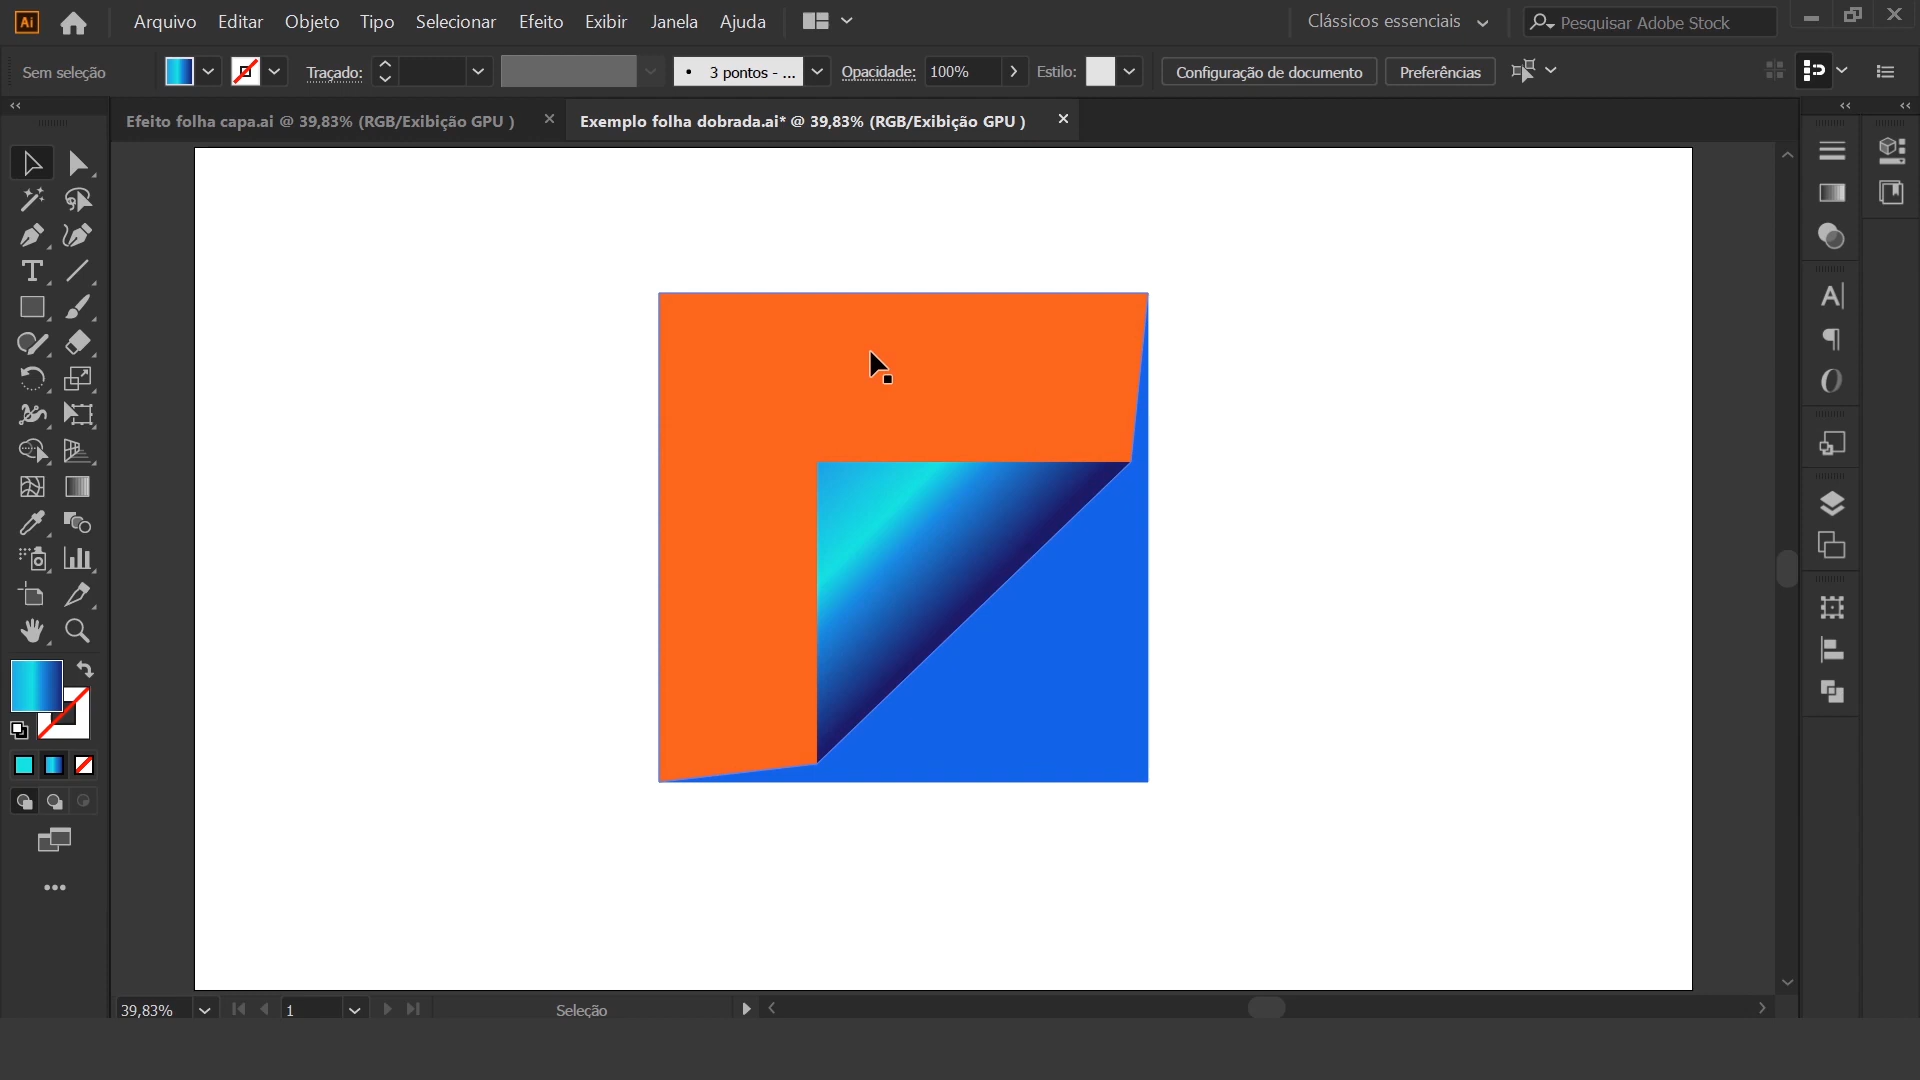 Ai Arquivo Editar Objeto Tipo Selecionar Efeito Exibir Janela Ajuda Clássicos essenciais Pesquisar Adobe Stock
Sem seleção Traçado: 3 pontos - ... Opacidade: 100% Estilo: Configuração de documento Preferências
Efeito folha capa.ai @ 39,83% (RGB/Exibição GPU ) Exemplo folha dobrada.ai* @ 39,83% (RGB/Exibição GPU )
39,83% 1 Seleção